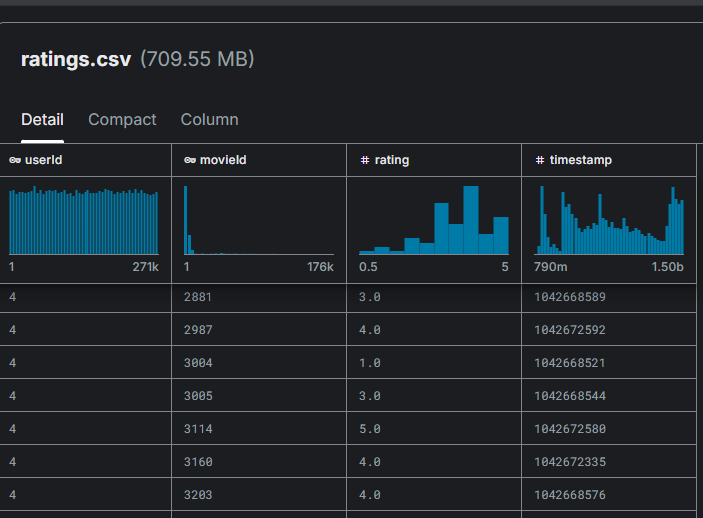 ratings.csv (709.55 MB)
Detail Compact Column
userId movieId # rating # timestamp
1 271k 1 176k 0.5 5 790m 1.50b
4 2881 3.0 1042668589
4 2987 4.0 1042672592
4 3004 1.0 1042668521
4 3005 3.0 1042668544
4 3114 5.0 1042672580
4 3160 4.0 1042672335
4 3203 4.0 1042668576